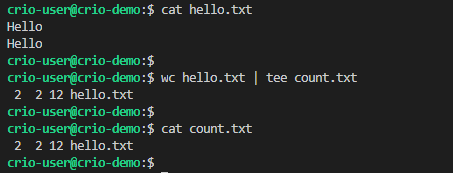 crio-user@crio-demo:$ cat hello.txt
Hello
Hello
crio-user@crio-demo:$
crio-user@crio-demo:$ wc hello.txt | tee count.txt
 2  2 12 hello.txt
crio-user@crio-demo:$
crio-user@crio-demo:$ cat count.txt
 2  2 12 hello.txt
crio-user@crio-demo:$